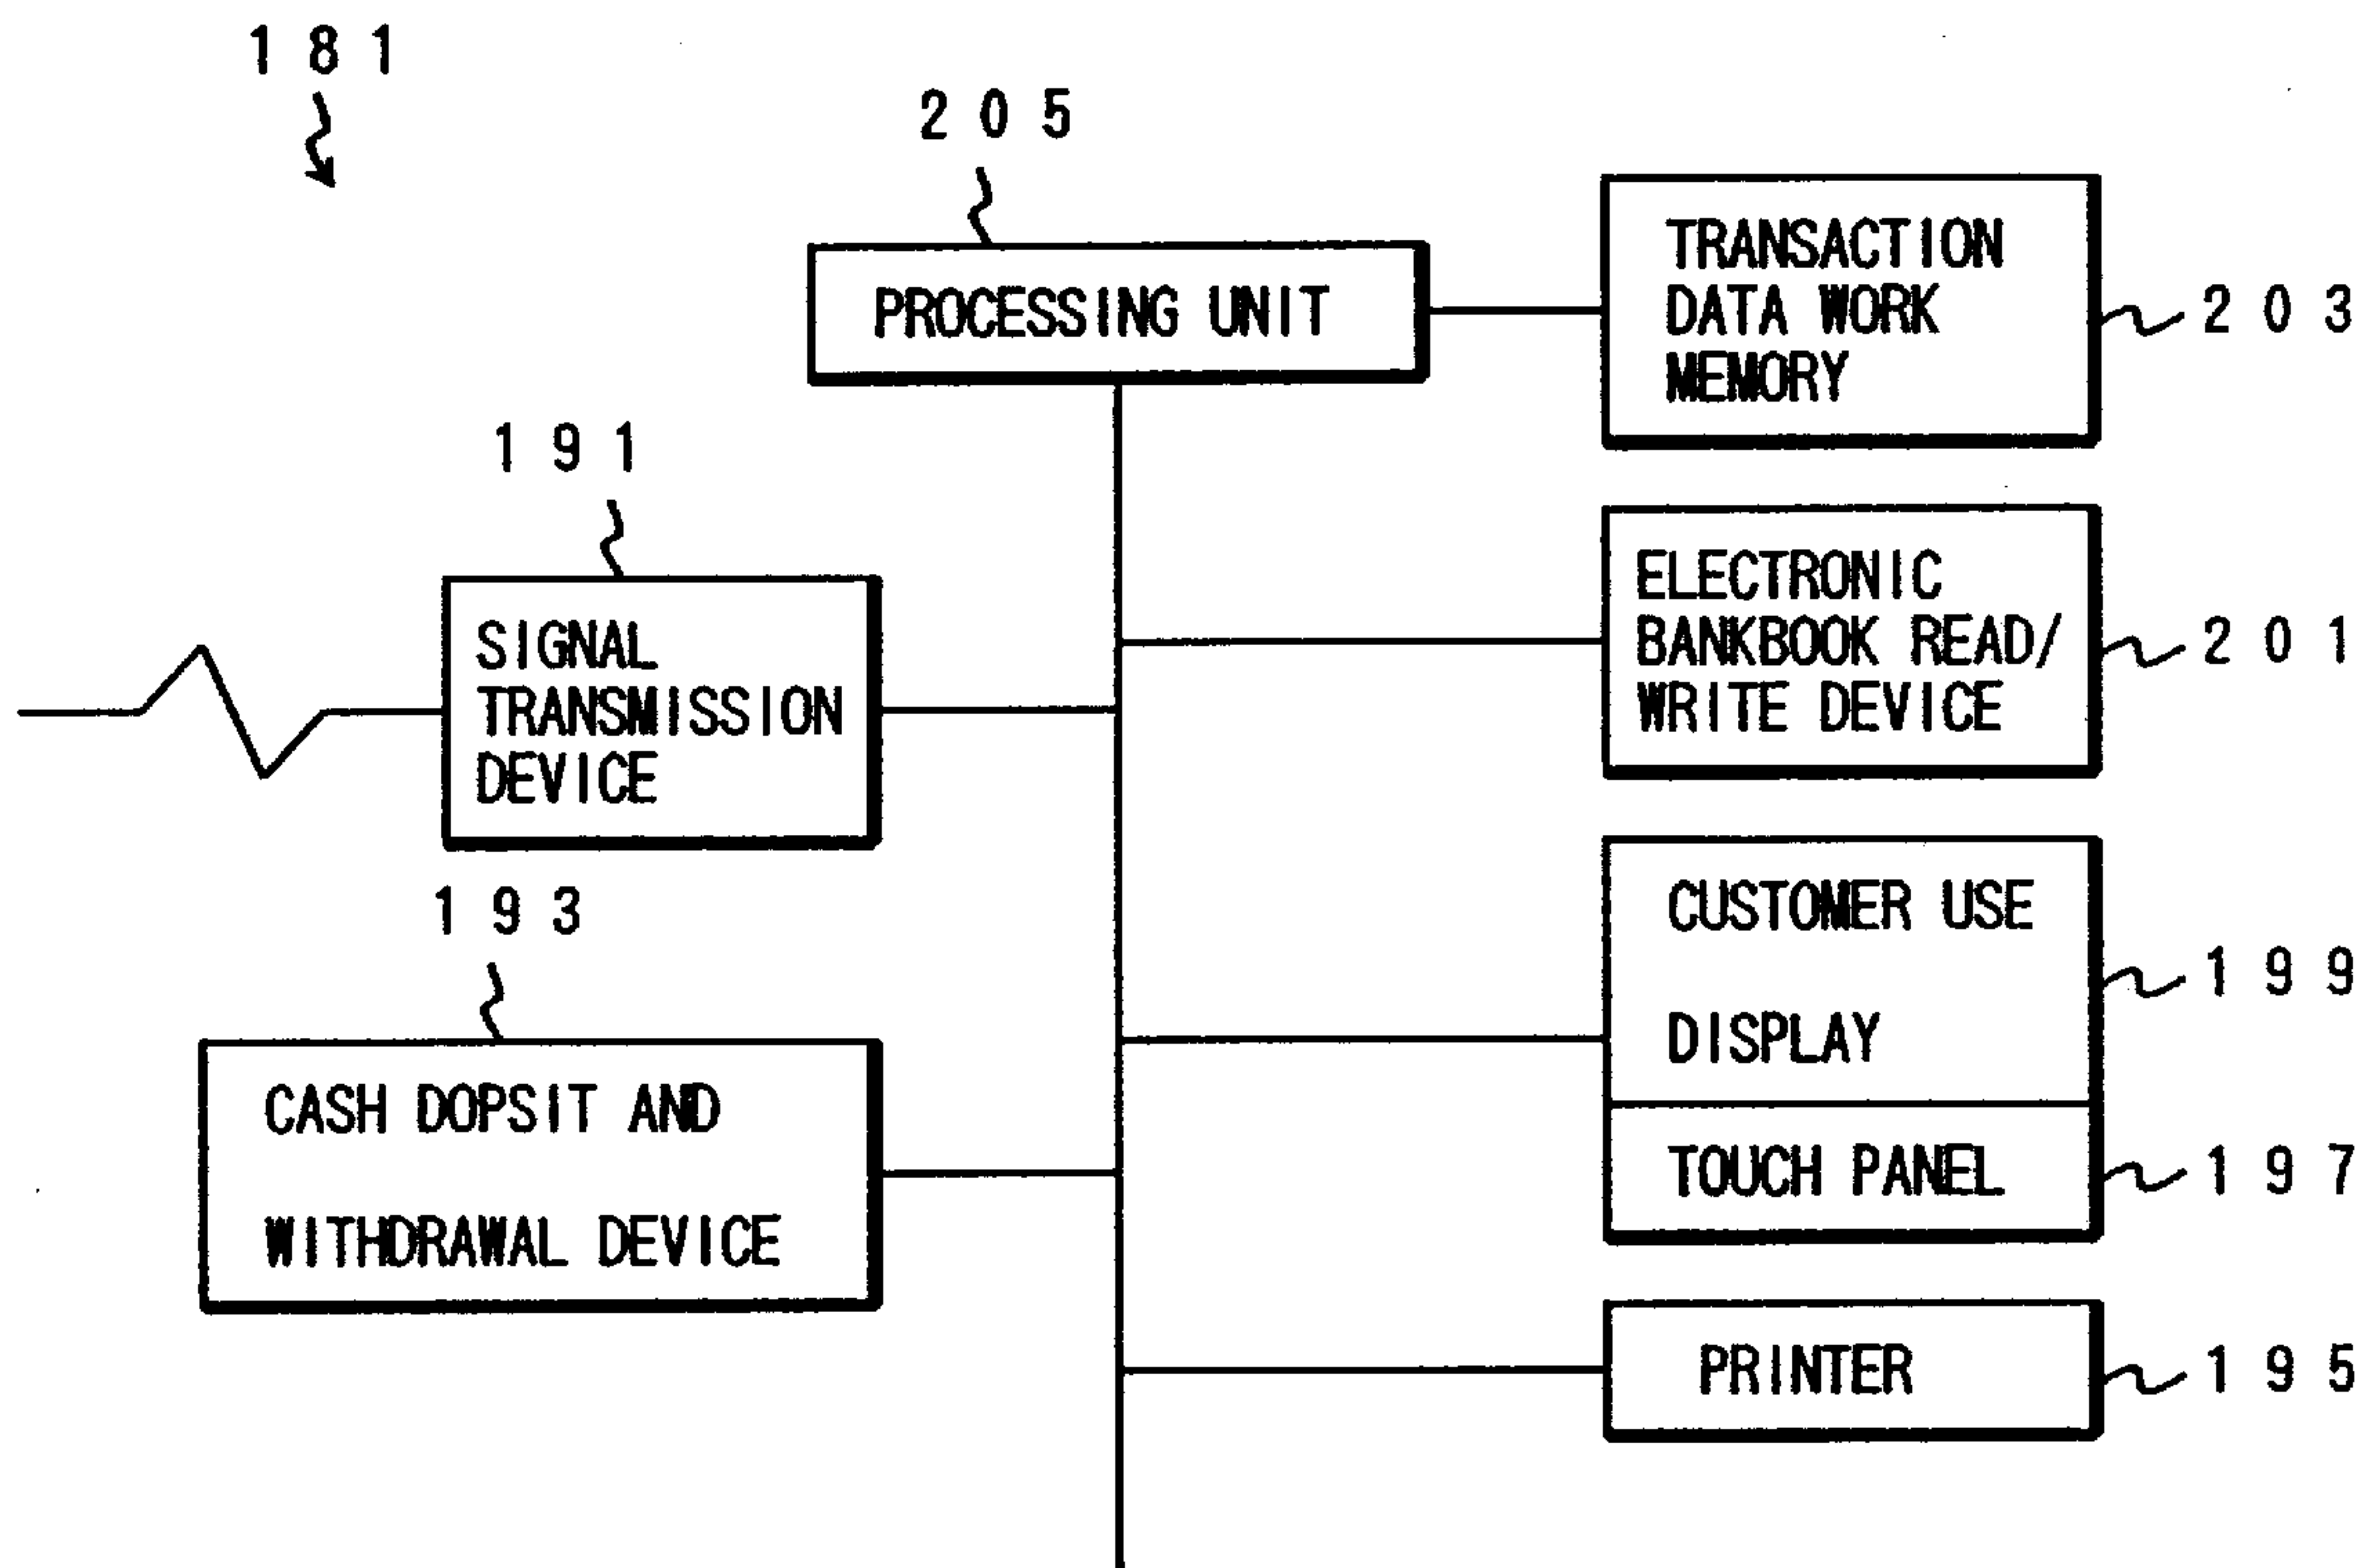 181
205
PROCESSING UNIT
TRANSACTION
DATA WORK
MEMORY
203
191
SIGNAL
TRANSMISSION
DEVICE
ELECTRONIC
BANKBOOK READ/
WRITE DEVICE
201
193
CASH DOPSIT AND
WITHDRAWAL DEVICE
CUSTOMER USE
DISPLAY
199
TOUCH PANEL
197
PRINTER
195